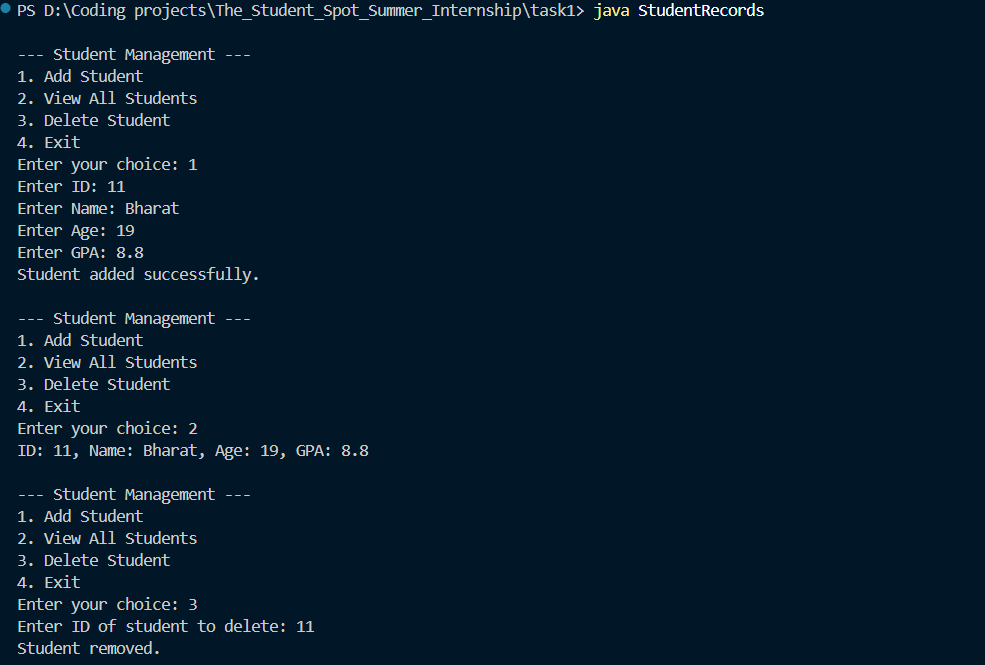 PS D:\Coding projects\The_Student_Spot_Summer_Internship\task1> java StudentRecords
--- Student Management ---
1. Add Student
2. View All Students
3. Delete Student
4. Exit
Enter your choice: 1
Enter ID: 11
Enter Name: Bharat
Enter Age: 19
Enter GPA: 8.8
Student added successfully.
--- Student Management ---
1. Add Student
2. View All Students
3. Delete Student
4. Exit
Enter your choice: 2
ID: 11, Name: Bharat, Age: 19, GPA: 8.8
--- Student Management ---
1. Add Student
2. View All Students
3. Delete Student
4. Exit
Enter your choice: 3
Enter ID of student to delete: 11
Student removed.